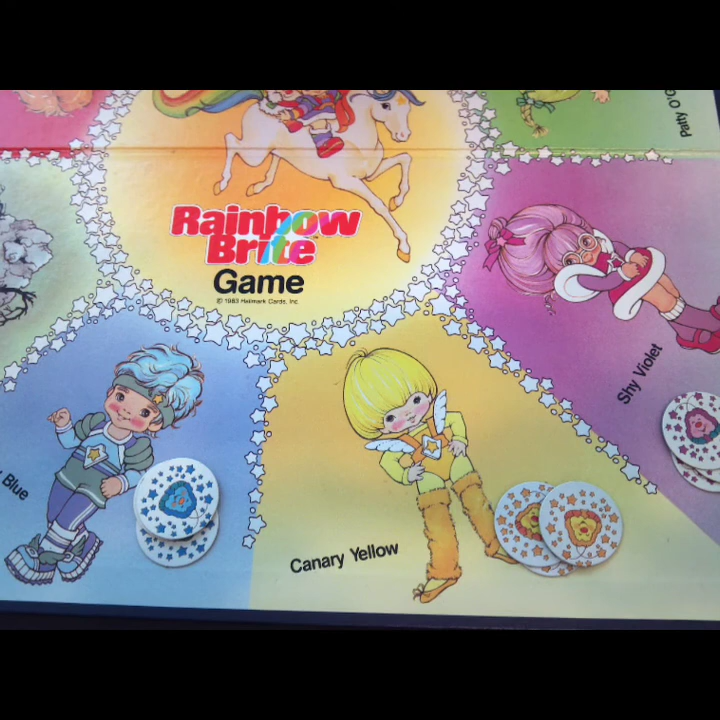 Patty O'
Rainbow
Brite
Game
© 1983 Hallmark Cards, Inc.
Shy Violet
Blue
Canary Yellow